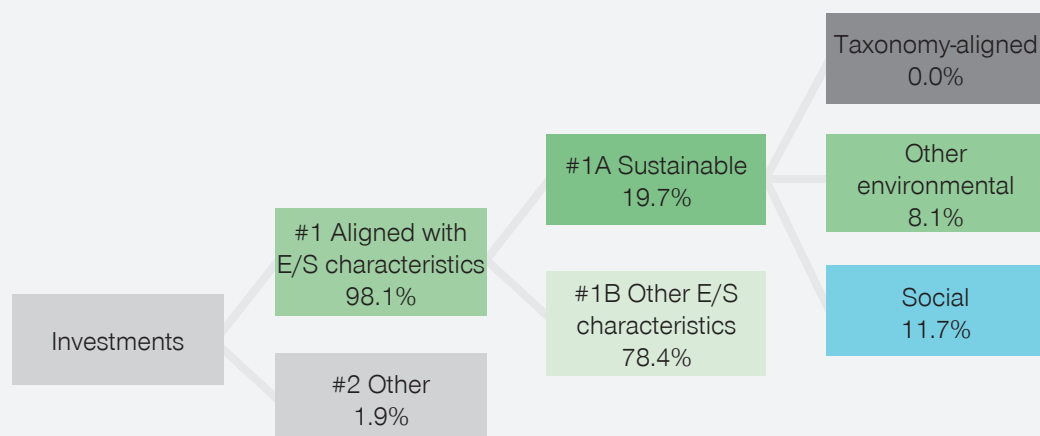 Investments
#1 Aligned with
E/S characteristics
98.1%
#2 Other
1.9%
#1A Sustainable
19.7%
#1B Other E/S
characteristics
78.4%
Taxonomy-aligned
0.0%
Other
environmental
8.1%
Social
11.7%